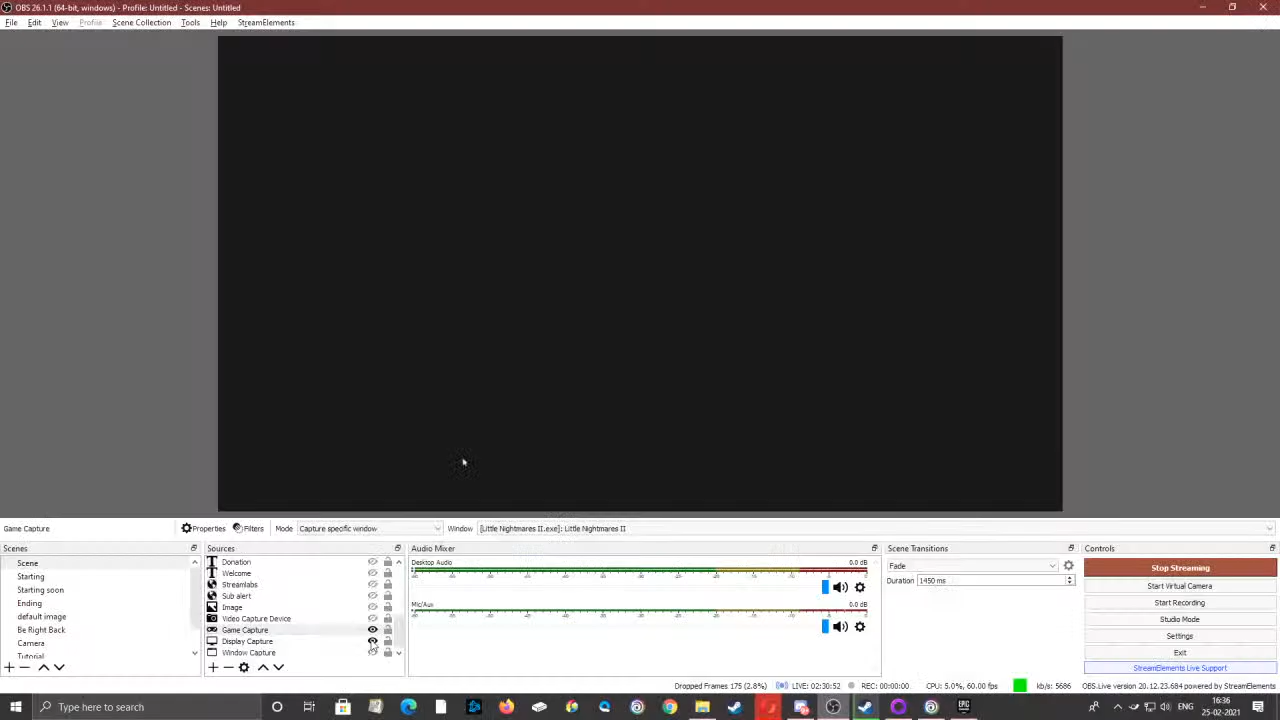 OBS 26.1.1 (64-bit, windows) - Profile: Untitled - Scenes: Untitled
File Edit View Profile Scene Collection Tools Help StreamElements
Game Capture Properties Filters Mode Capture specific window Window [Little Nightmares II.exe]: Little Nightmares II
Scenes
Scene
Starting
Starting soon
Ending
default image
Be Right Back
Camera
Tutorial
Sources
Donation
Welcome
Streamlabs
Sub alert
Image
Video Capture Device
Game Capture
Display Capture
Window Capture
Audio Mixer
Desktop Audio 0.0 dB
Mic/Aux 0.0 dB
Scene Transitions
Fade
Duration 1450 ms
Controls
Stop Streaming
Start Virtual Camera
Start Recording
Studio Mode
Settings
Exit
StreamElements Live Support
Dropped Frames 175 (2.8%) LIVE: 02:30:52 REC: 00:00:00 CPU: 5.0%, 60.00 fps kb/s: 5686 OBS.Live version 20.12.23.684 powered by StreamElements
Type here to search
ENG
16:36
25-02-2021